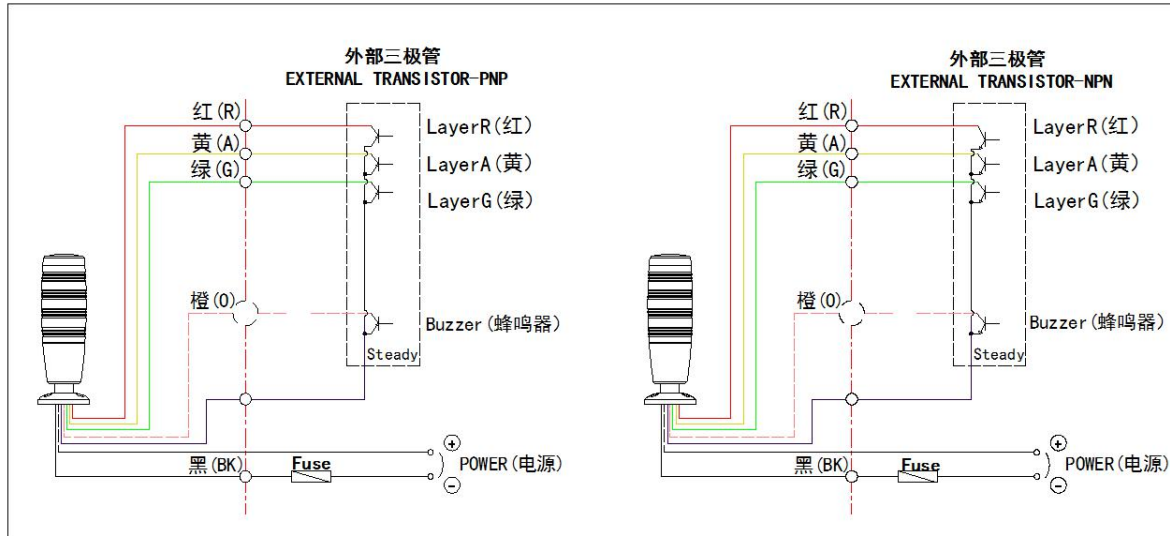 外部三极管
EXTERNAL TRANSISTOR-PNP
红(R)
LayerR(红)
黄(A)
LayerA(黄)
绿(G)
LayerG(绿)
橙(O)
Buzzer(蜂鸣器)
Steady
黑(BK)
Fuse
+
POWER(电源)
-
外部三极管
EXTERNAL TRANSISTOR-NPN
红(R)
LayerR(红)
黄(A)
LayerA(黄)
绿(G)
LayerG(绿)
橙(O)
Buzzer(蜂鸣器)
Steady
黑(BK)
Fuse
+
POWER(电源)
-